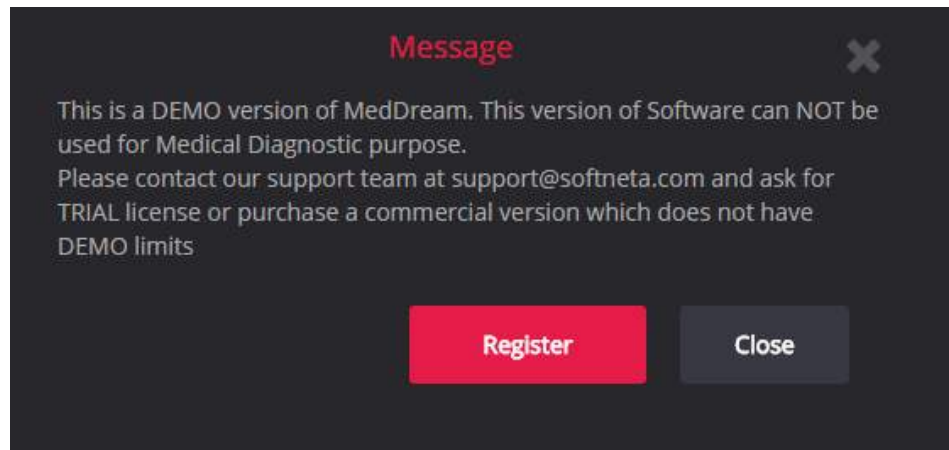 Message
This is a DEMO version of MedDream. This version of Software can NOT be
used for Medical Diagnostic purpose.
Please contact our support team at support@softneta.com and ask for
TRIAL license or purchase a commercial version which does not have
DEMO limits
Register
Close